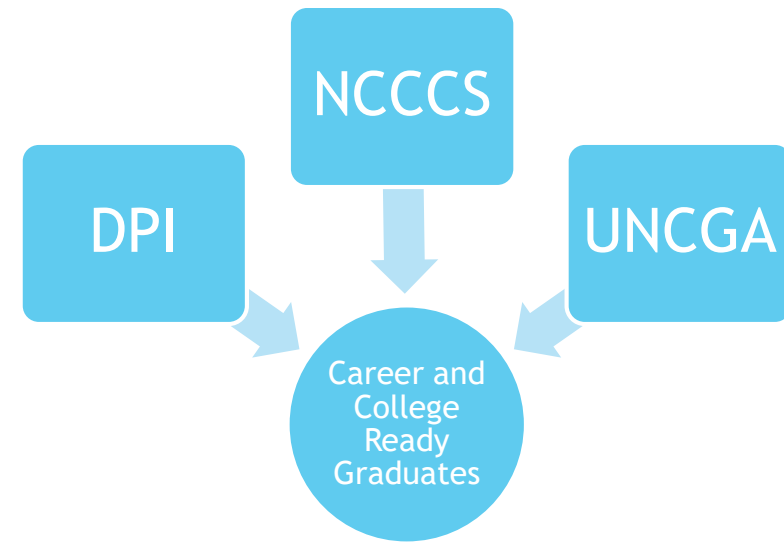 NCCCS
DPI
UNCGA
Career and
College
Ready
Graduates